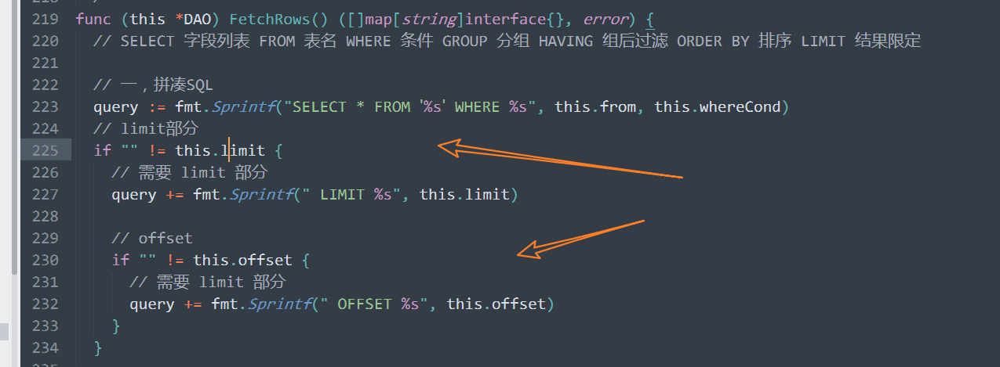 219 func (this *DAO) FetchRows() ([]map[string]interface{}, error) {
220 // SELECT 字段列表 FROM 表名 WHERE 条件 GROUP 分组 HAVING 组后过滤 ORDER BY 排序 LIMIT 结果限定
221
222 // 一，拼凑SQL
223 query := fmt.Sprintf("SELECT * FROM '%s' WHERE %s", this.from, this.whereCond)
224 // limit部分
225 if "" != this.limit {
226 // 需要 limit 部分
227 query += fmt.Sprintf(" LIMIT %s", this.limit)
228
229 // offset
230 if "" != this.offset {
231 // 需要 limit 部分
232 query += fmt.Sprintf(" OFFSET %s", this.offset)
233 }
234 }